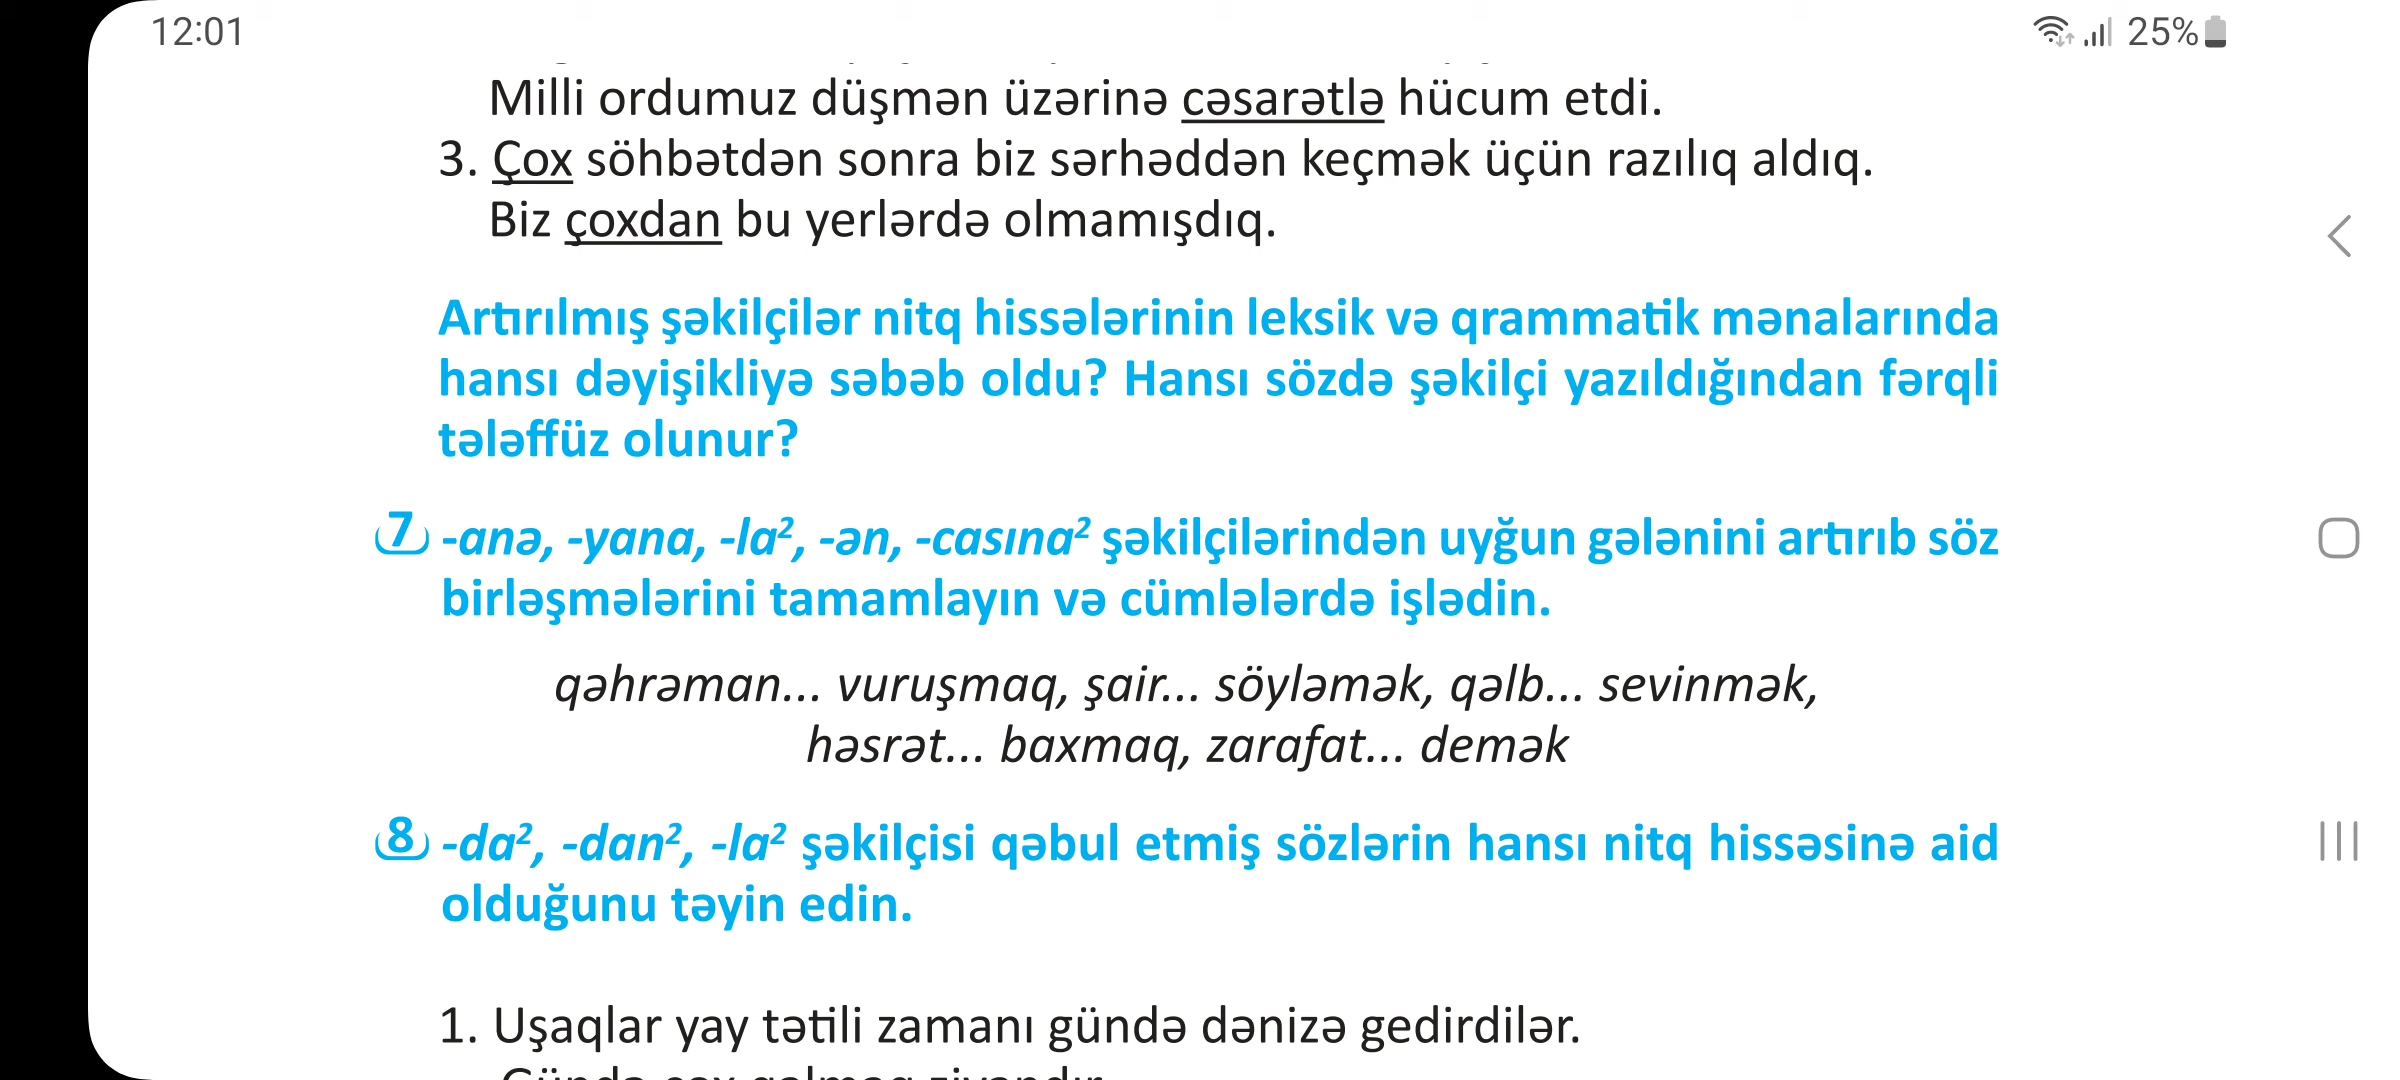 12:01
25%
Milli ordumuz düşmən üzərinə cəsarətlə hücum etdi.
3. Çox söhbətdən sonra biz sərhəddən keçmək üçün razılıq aldıq.
Biz çoxdan bu yerlərdə olmamışdıq.
Artırılmış şəkilçilər nitq hissələrinin leksik və qrammatik mənalarında
hansı dəyişikliyə səbəb oldu? Hansı sözdə şəkilçi yazıldığından fərqli
tələffüz olunur?
7 -anə, -yana, -la², -ən, -casına² şəkilçilərindən uyğun gələnini artırıb söz
birləşmələrini tamamlayın və cümlələrdə işlədin.
qəhrəman... vuruşmaq, şair... söyləmək, qəlb... sevinmək,
həsrət... baxmaq, zarafat... demək
8 -da², -dan², -la² şəkilçisi qəbul etmiş sözlərin hansı nitq hissəsinə aid
olduğunu təyin edin.
1. Uşaqlar yay tətili zamanı gündə dənizə gedirdilər.